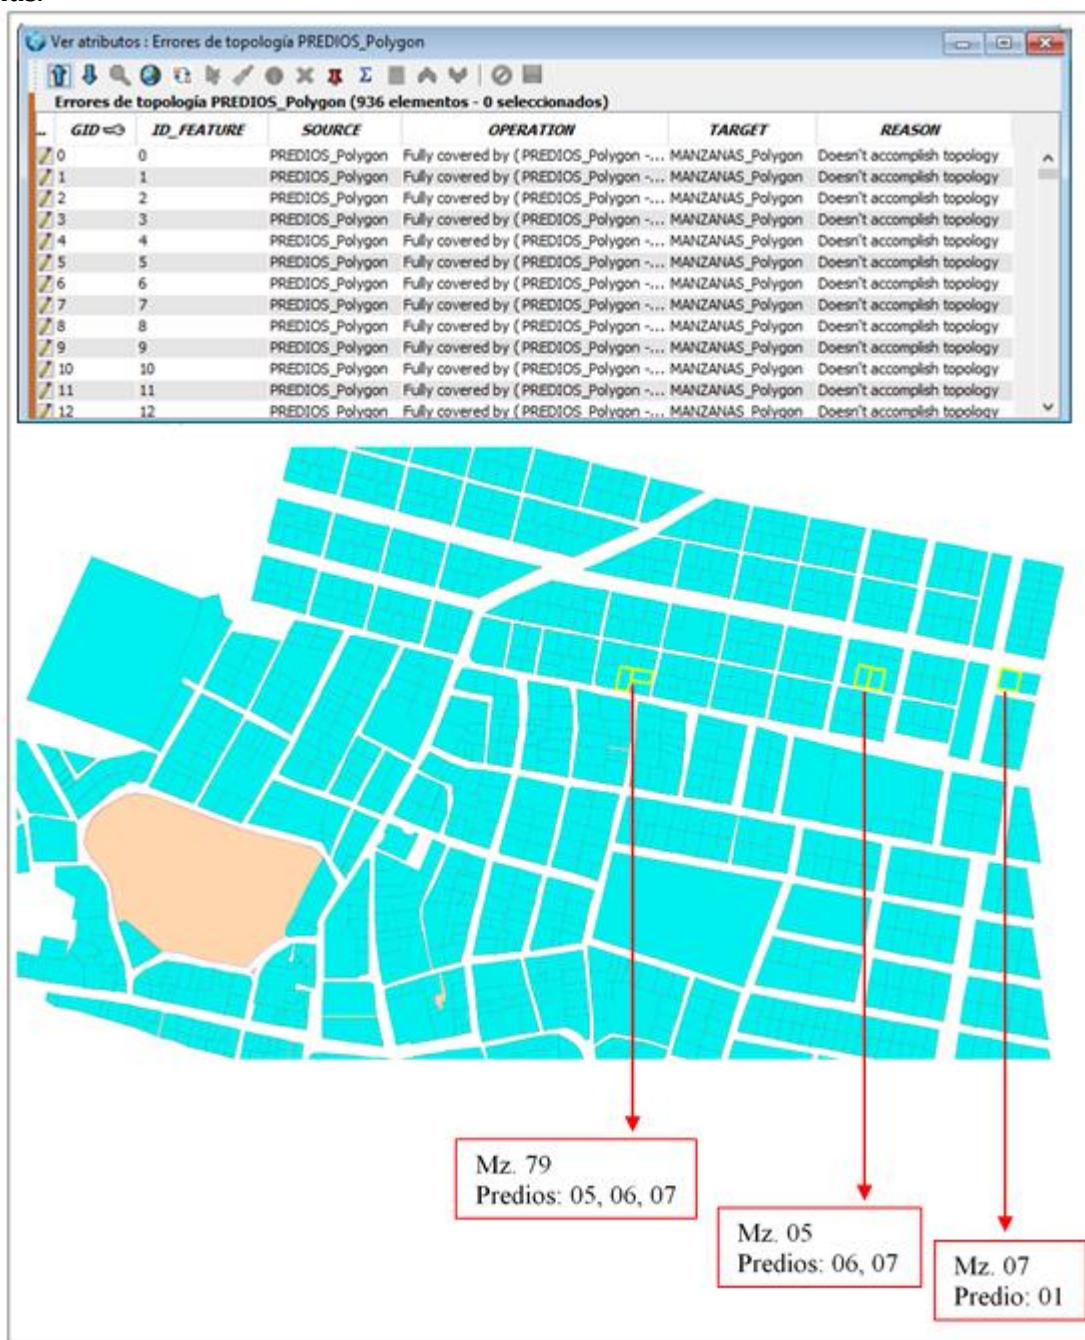 Ver atributos : Errores de topología PREDIOS_Polygon
Errores de topología PREDIOS_Polygon (936 elementos - 0 seleccionados)
... GID ID_FEATURE SOURCE OPERATION TARGET REASON
0 0 PREDIOS_Polygon Fully covered by ( PREDIOS_Polygon -... MANZANAS_Polygon Doesn't accomplish topology
1 1 PREDIOS_Polygon Fully covered by ( PREDIOS_Polygon -... MANZANAS_Polygon Doesn't accomplish topology
2 2 PREDIOS_Polygon Fully covered by ( PREDIOS_Polygon -... MANZANAS_Polygon Doesn't accomplish topology
3 3 PREDIOS_Polygon Fully covered by ( PREDIOS_Polygon -... MANZANAS_Polygon Doesn't accomplish topology
4 4 PREDIOS_Polygon Fully covered by ( PREDIOS_Polygon -... MANZANAS_Polygon Doesn't accomplish topology
5 5 PREDIOS_Polygon Fully covered by ( PREDIOS_Polygon -... MANZANAS_Polygon Doesn't accomplish topology
6 6 PREDIOS_Polygon Fully covered by ( PREDIOS_Polygon -... MANZANAS_Polygon Doesn't accomplish topology
7 7 PREDIOS_Polygon Fully covered by ( PREDIOS_Polygon -... MANZANAS_Polygon Doesn't accomplish topology
8 8 PREDIOS_Polygon Fully covered by ( PREDIOS_Polygon -... MANZANAS_Polygon Doesn't accomplish topology
9 9 PREDIOS_Polygon Fully covered by ( PREDIOS_Polygon -... MANZANAS_Polygon Doesn't accomplish topology
10 10 PREDIOS_Polygon Fully covered by ( PREDIOS_Polygon -... MANZANAS_Polygon Doesn't accomplish topology
11 11 PREDIOS_Polygon Fully covered by ( PREDIOS_Polygon -... MANZANAS_Polygon Doesn't accomplish topology
12 12 PREDIOS_Polygon Fully covered by ( PREDIOS_Polygon -... MANZANAS_Polygon Doesn't accomplish topology
Mz. 79
Predios: 05, 06, 07
Mz. 05
Predios: 06, 07
Mz. 07
Predio: 01